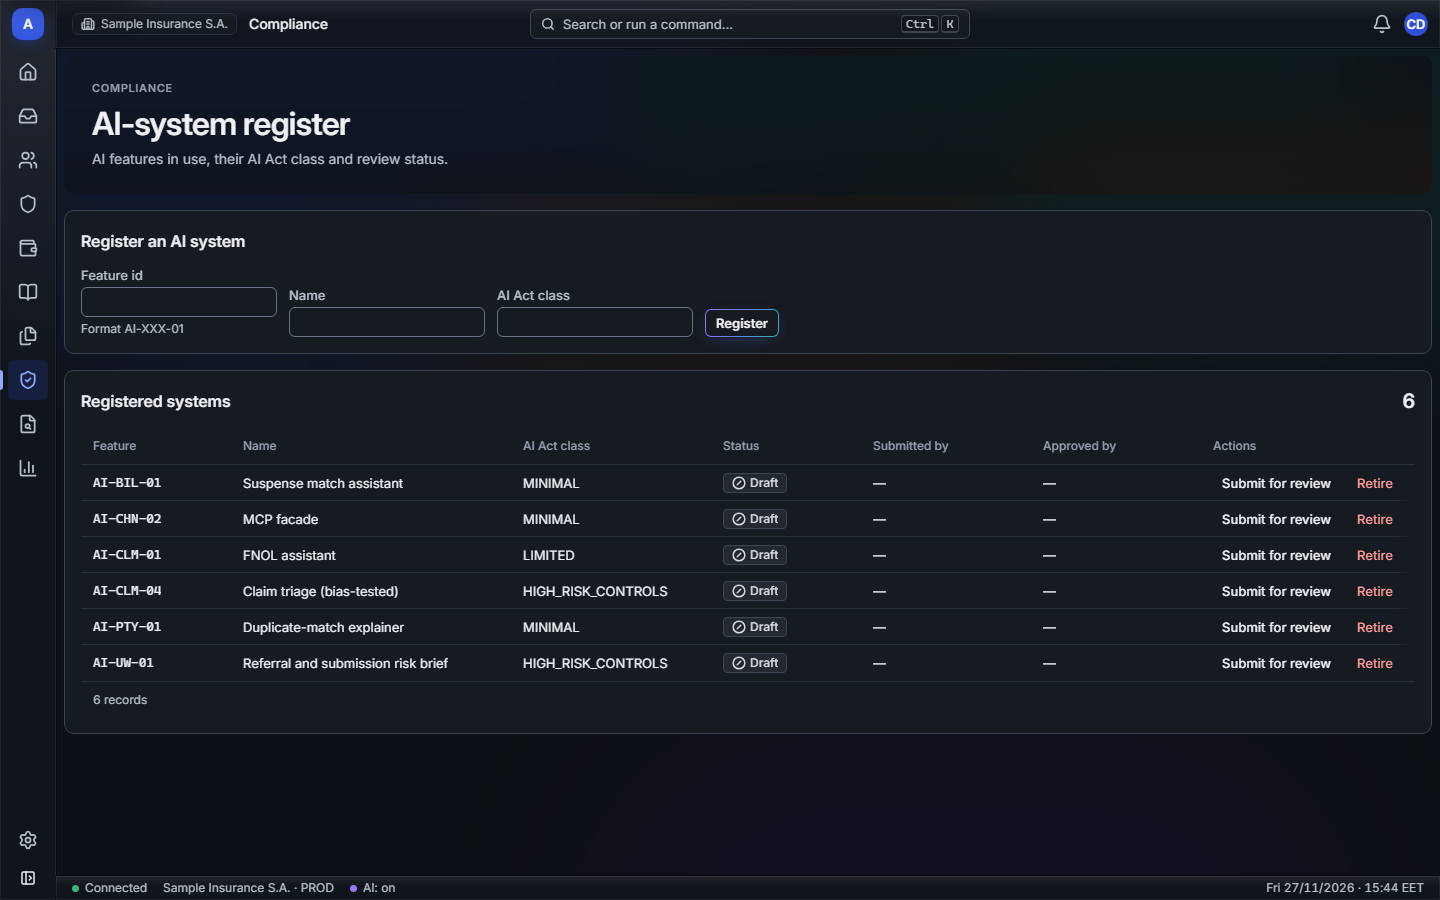 A
Sample Insurance S.A.
Compliance
Search or run a command...
Ctrl K
CD
COMPLIANCE
AI-system register
AI features in use, their AI Act class and review status.
Register an AI system
Feature id
Format AI-XXX-01
Name
AI Act class
Register
Registered systems
6
Feature Name AI Act class Status Submitted by Approved by Actions
AI-BIL-01 Suspense match assistant MINIMAL Draft — — Submit for review Retire
AI-CHN-02 MCP facade MINIMAL Draft — — Submit for review Retire
AI-CLM-01 FNOL assistant LIMITED Draft — — Submit for review Retire
AI-CLM-04 Claim triage (bias-tested) HIGH_RISK_CONTROLS Draft — — Submit for review Retire
AI-PTY-01 Duplicate-match explainer MINIMAL Draft — — Submit for review Retire
AI-UW-01 Referral and submission risk brief HIGH_RISK_CONTROLS Draft — — Submit for review Retire
6 records
Connected Sample Insurance S.A. · PROD AI: on
Fri 27/11/2026 · 15:44 EET